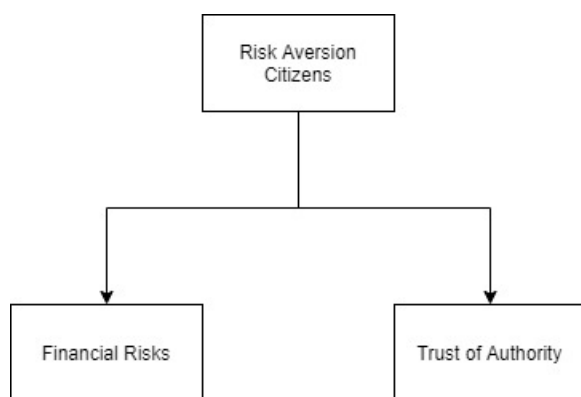 Risk Aversion
Citizens
Financial Risks
Trust of Authority